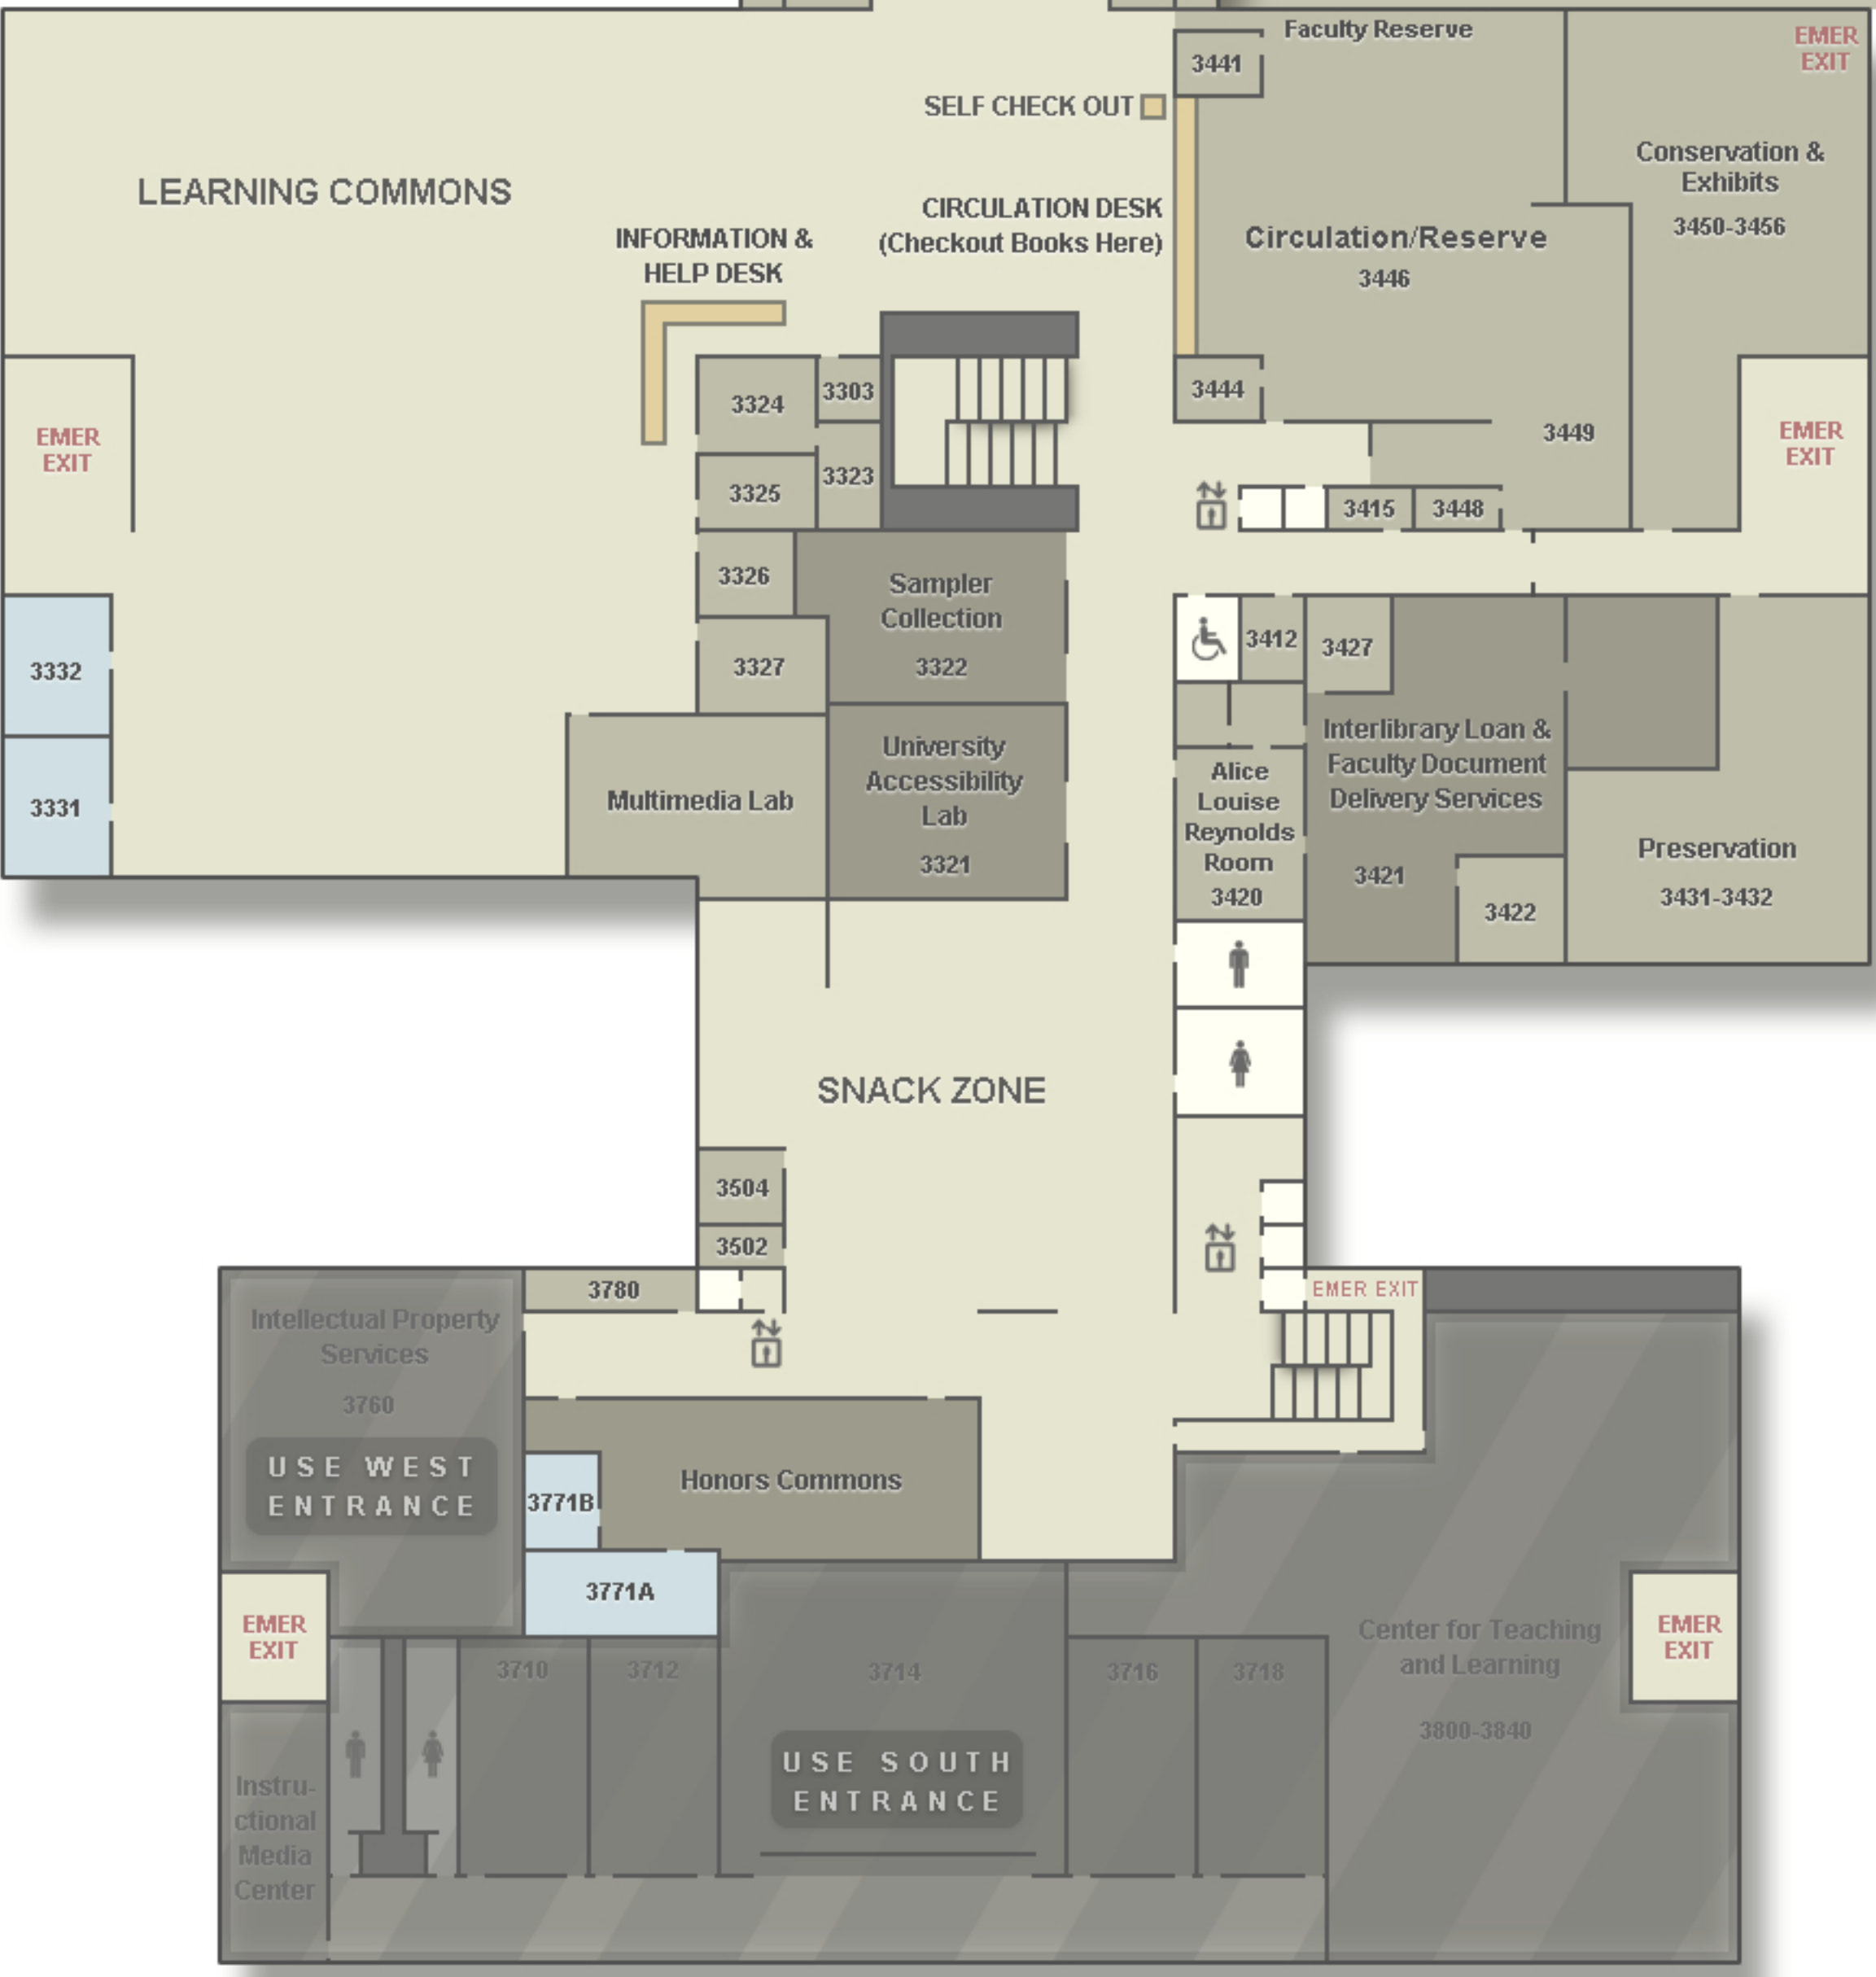 Faculty Reserve
EMER
EXIT
3441
SELF CHECK OUT
Conservation &
Exhibits
3450-3456
LEARNING COMMONS
CIRCULATION DESK
(Checkout Books Here)
INFORMATION &
HELP DESK
Circulation/Reserve
3446
3324
3303
3444
EMER
EXIT
3449
EMER
EXIT
3325
3323
3415
3448
3326
Sampler
Collection
3322
3412
3427
3332
3327
Interlibrary Loan &
Faculty Document
Delivery Services
3421
University
Accessibility
Lab
3321
Alice
Louise
Reynolds
Room
3420
3331
Multimedia Lab
Preservation
3431-3432
3422
SNACK ZONE
3504
3502
3780
EMER EXIT
Intellectual Property
Services
3760
USE WEST
ENTRANCE
3771B
Honors Commons
3771A
EMER
EXIT
Center for Teaching
and Learning
3800-3840
EMER
EXIT
3710
3712
3714
3716
3718
USE SOUTH
ENTRANCE
Instru-
ctional
Media
Center